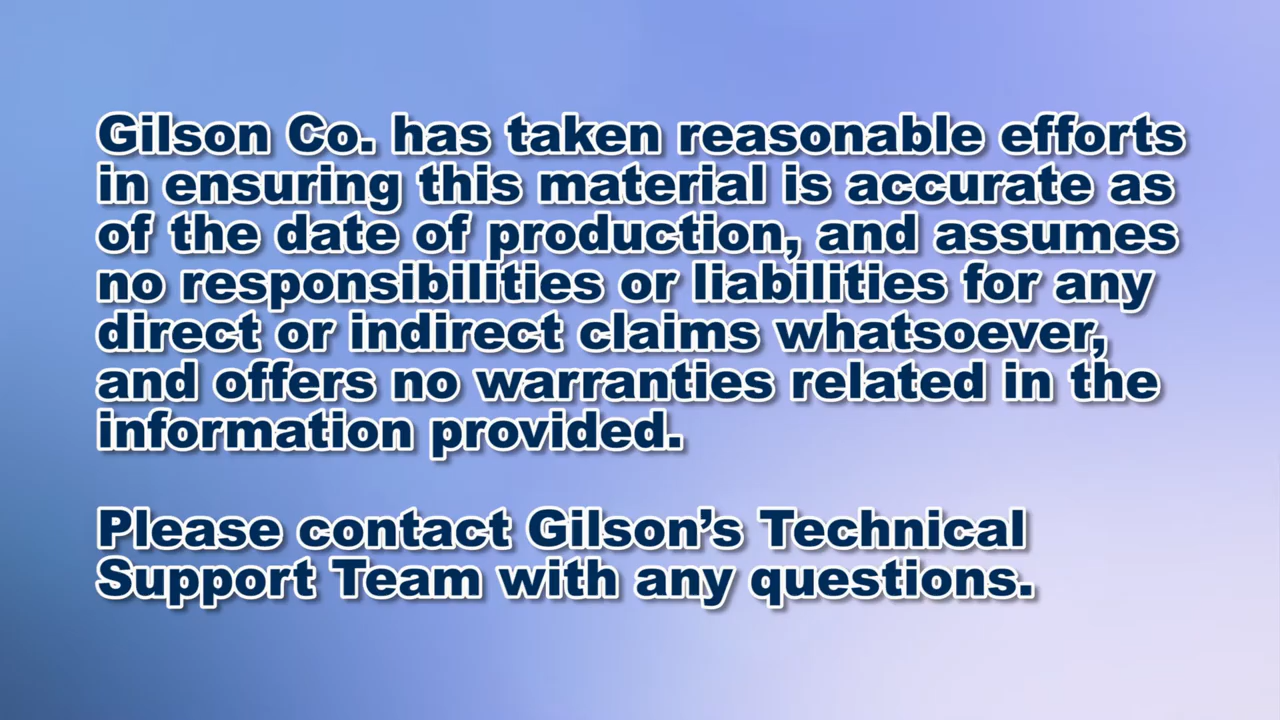 Gilson Co. has taken reasonable efforts
in ensuring this material is accurate as
of the date of production, and assumes
no responsibilities or liabilities for any
direct or indirect claims whatsoever,
and offers no warranties related in the
information provided.
Please contact Gilson’s Technical
Support Team with any questions.